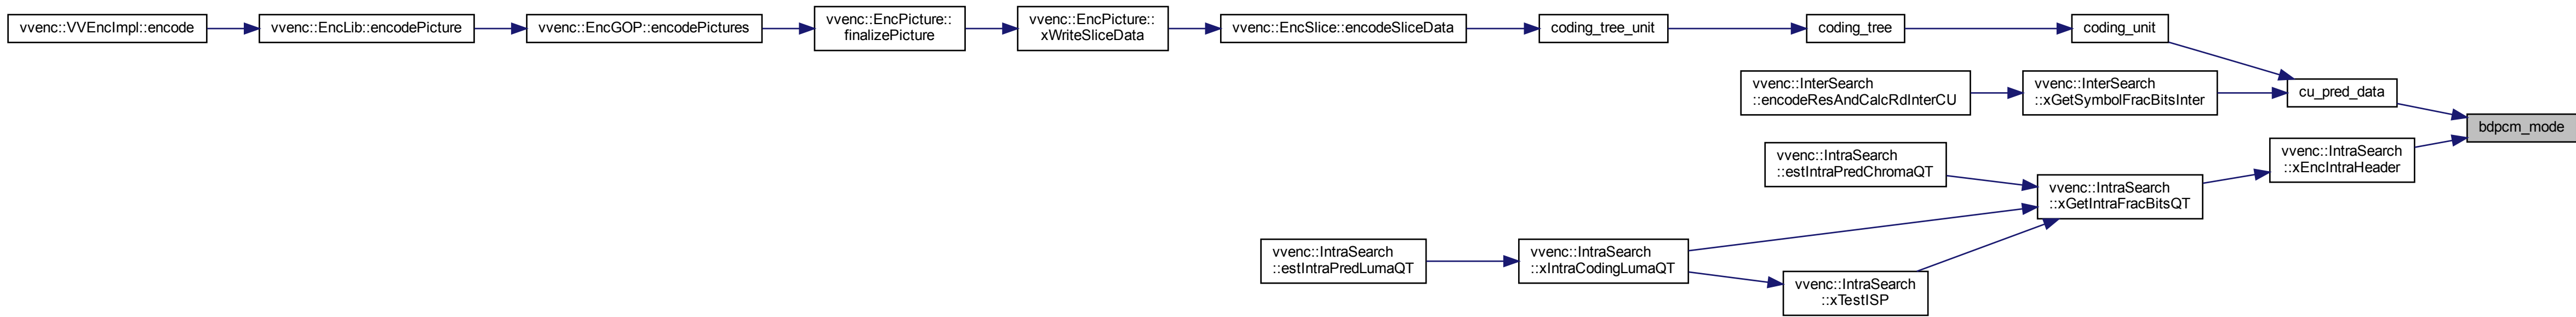 vvenc::VVEncImpl::encode
vvenc::EncLib::encodePicture
vvenc::EncGOP::encodePictures
vvenc::EncPicture::
finalizePicture
vvenc::EncPicture::
xWriteSliceData
vvenc::EncSlice::encodeSliceData
coding_tree_unit
coding_tree
coding_unit
vvenc::InterSearch
::encodeResAndCalcRdInterCU
vvenc::InterSearch
::xGetSymbolFracBitsInter
cu_pred_data
bdpcm_mode
vvenc::IntraSearch
::estIntraPredChromaQT
vvenc::IntraSearch
::xEncIntraHeader
vvenc::IntraSearch
::xGetIntraFracBitsQT
vvenc::IntraSearch
::estIntraPredLumaQT
vvenc::IntraSearch
::xIntraCodingLumaQT
vvenc::IntraSearch
::xTestISP